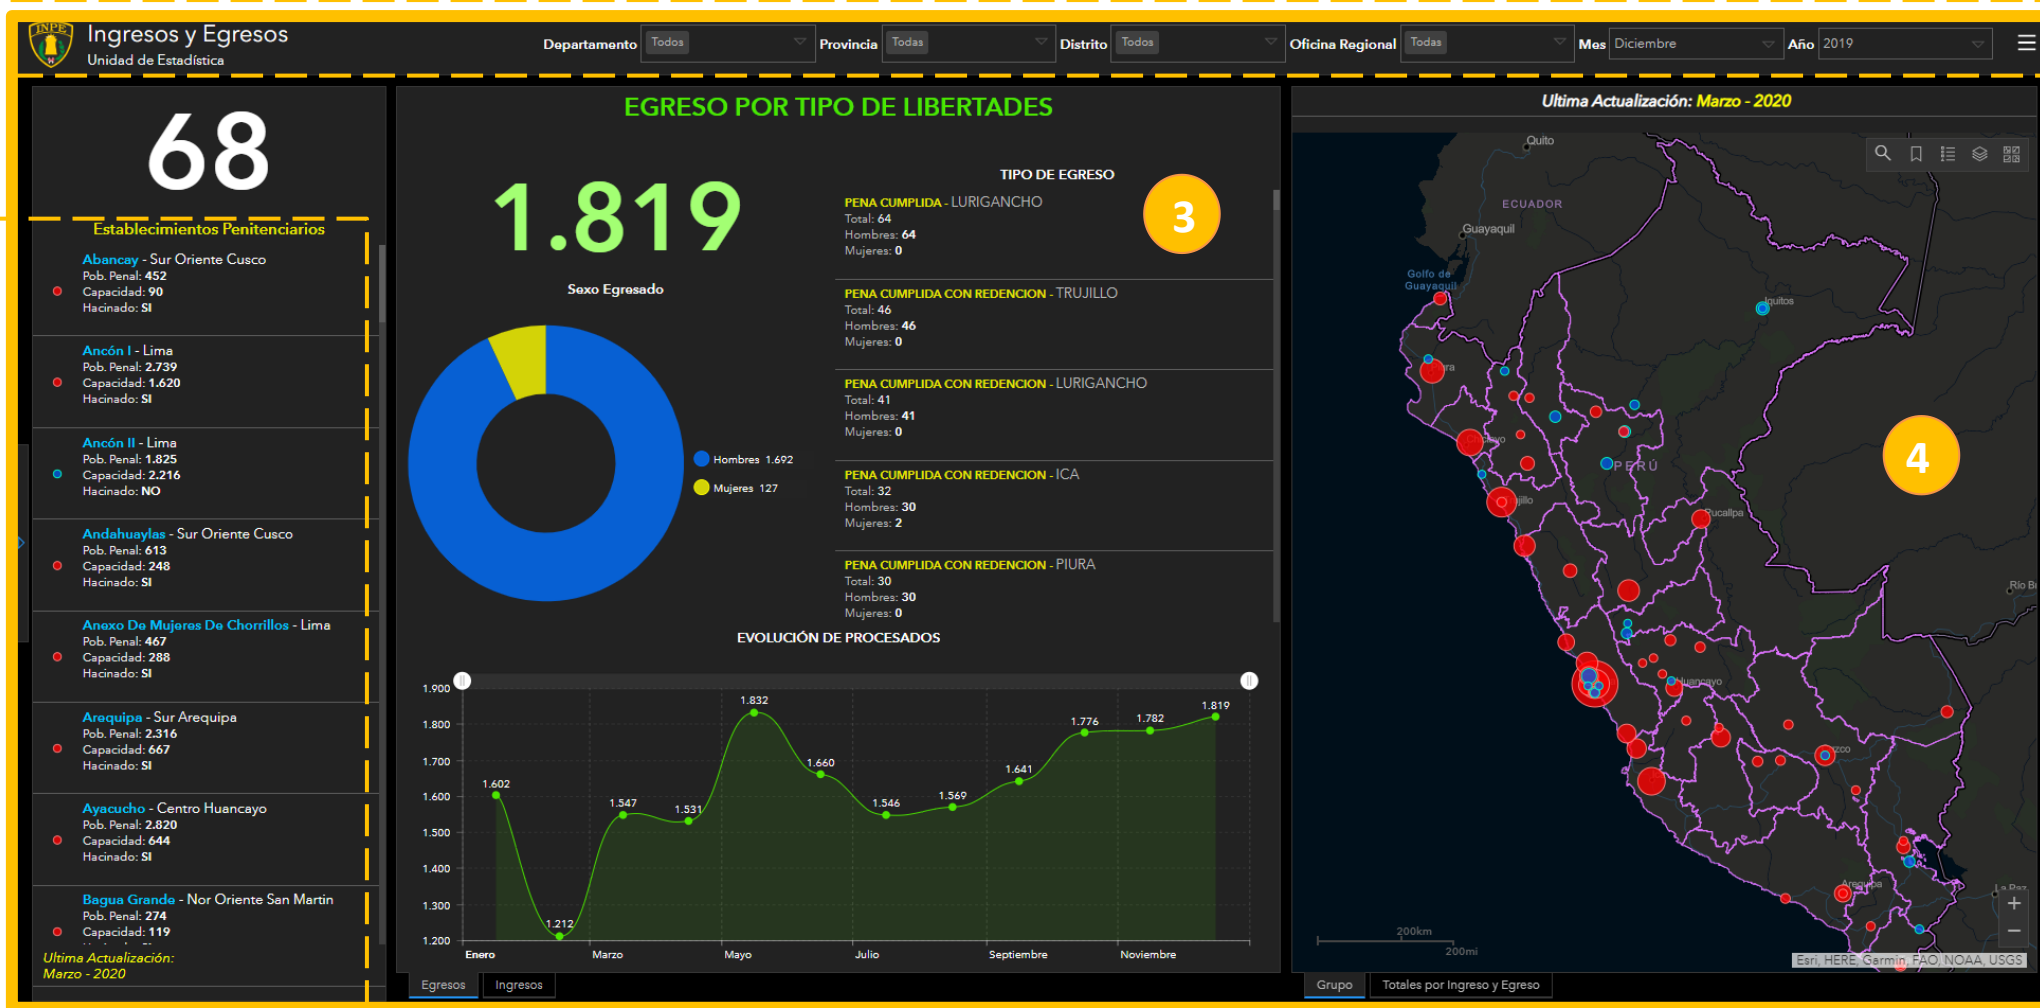 INPE
Ingresos y Egresos
Unidad de Estadística
Departamento Todos
Provincia Todas
Distrito Todos
Oficina Regional Todas
Mes Diciembre
Año 2019
68
Establecimientos Penitenciarios
Abancay - Sur Oriente Cusco
Pob. Penal: 452
Capacidad: 90
Hacinado: SI
Ancón I - Lima
Pob. Penal: 2.739
Capacidad: 1.620
Hacinado: SI
Ancón II - Lima
Pob. Penal: 1.825
Capacidad: 2.216
Hacinado: NO
Andahuaylas - Sur Oriente Cusco
Pob. Penal: 613
Capacidad: 248
Hacinado: SI
Anexo De Mujeres De Chorrillos - Lima
Pob. Penal: 467
Capacidad: 288
Hacinado: SI
Arequipa - Sur Arequipa
Pob. Penal: 2.316
Capacidad: 667
Hacinado: SI
Ayacucho - Centro Huancayo
Pob. Penal: 2.820
Capacidad: 644
Hacinado: SI
Bagua Grande - Nor Oriente San Martin
Pob. Penal: 274
Capacidad: 119
Ultima Actualización:
Marzo - 2020
EGRESO POR TIPO DE LIBERTADES
1.819
Sexo Egresado
Hombres 1.692
Mujeres 127
TIPO DE EGRESO
3
PENA CUMPLIDA - LURIGANCHO
Total: 64
Hombres: 64
Mujeres: 0
PENA CUMPLIDA CON REDENCION - TRUJILLO
Total: 46
Hombres: 46
Mujeres: 0
PENA CUMPLIDA CON REDENCION - LURIGANCHO
Total: 41
Hombres: 41
Mujeres: 0
PENA CUMPLIDA CON REDENCION - ICA
Total: 32
Hombres: 30
Mujeres: 2
PENA CUMPLIDA CON REDENCION - PIURA
Total: 30
Hombres: 30
Mujeres: 0
EVOLUCIÓN DE PROCESADOS
1.900
1.800
1.700
1.600
1.500
1.400
1.300
1.200
1.602
1.212
1.547
1.531
1.832
1.660
1.546
1.569
1.641
1.776
1.782
1.819
Enero
Marzo
Mayo
Julio
Septiembre
Noviembre
Egresos
Ingresos
Ultima Actualización: Marzo - 2020
Quito
ECUADOR
Guayaquil
Golfo de
Guayaquil
Iquitos
4
PERÚ
Pucallpa
Huancayo
Arequipa
La Paz
200km
200mi
+
−
Esri, HERE, Garmin, FAO, NOAA, USGS
Grupo
Totales por Ingreso y Egreso